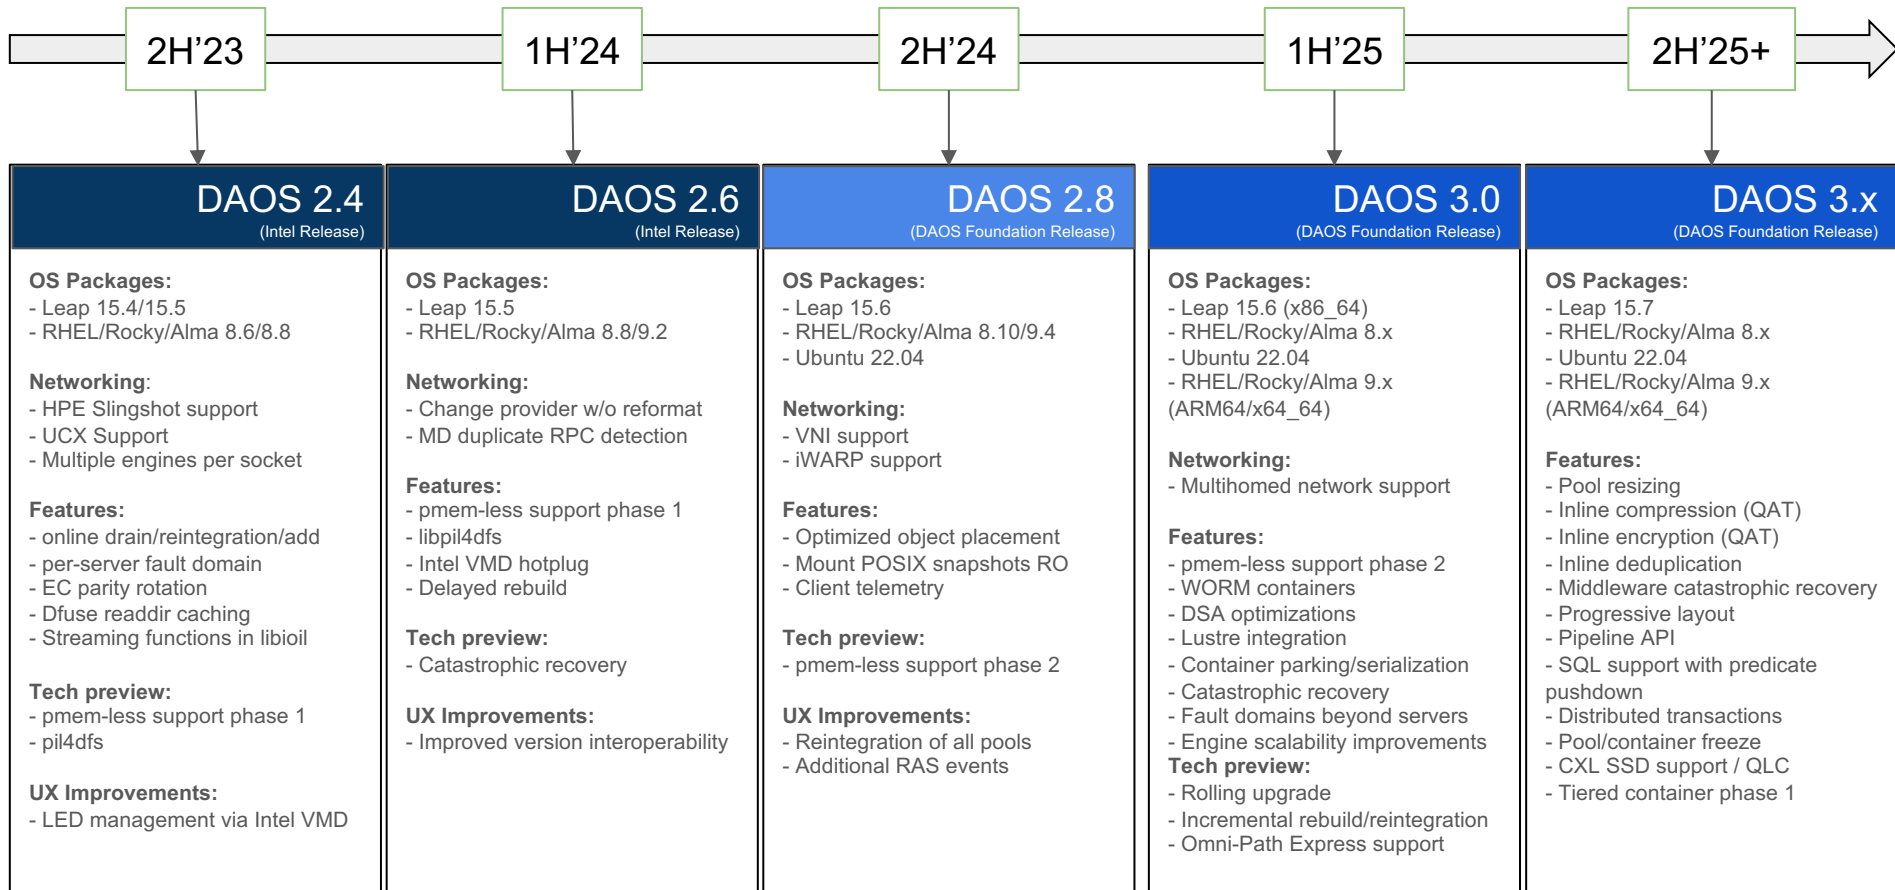 2H’23
1H’24
2H’24
1H’25
2H’25+
DAOS 2.4
(Intel Release)
OS Packages:
- Leap 15.4/15.5
- RHEL/Rocky/Alma 8.6/8.8
Networking:
- HPE Slingshot support
- UCX Support
- Multiple engines per socket
Features:
- online drain/reintegration/add
- per-server fault domain
- EC parity rotation
- Dfuse readdir caching
- Streaming functions in libioil
Tech preview:
- pmem-less support phase 1
- pil4dfs
UX Improvements:
- LED management via Intel VMD
DAOS 2.6
(Intel Release)
OS Packages:
- Leap 15.5
- RHEL/Rocky/Alma 8.8/9.2
Networking:
- Change provider w/o reformat
- MD duplicate RPC detection
Features:
- pmem-less support phase 1
- libpil4dfs
- Intel VMD hotplug
- Delayed rebuild
Tech preview:
- Catastrophic recovery
UX Improvements:
- Improved version interoperability
DAOS 2.8
(DAOS Foundation Release)
OS Packages:
- Leap 15.6
- RHEL/Rocky/Alma 8.10/9.4
- Ubuntu 22.04
Networking:
- VNI support
- iWARP support
Features:
- Optimized object placement
- Mount POSIX snapshots RO
- Client telemetry
Tech preview:
- pmem-less support phase 2
UX Improvements:
- Reintegration of all pools
- Additional RAS events
DAOS 3.0
(DAOS Foundation Release)
OS Packages:
- Leap 15.6 (x86_64)
- RHEL/Rocky/Alma 8.x
- Ubuntu 22.04
- RHEL/Rocky/Alma 9.x
(ARM64/x64_64)
Networking:
- Multihomed network support
Features:
- pmem-less support phase 2
- WORM containers
- DSA optimizations
- Lustre integration
- Container parking/serialization
- Catastrophic recovery
- Fault domains beyond servers
- Engine scalability improvements
Tech preview:
- Rolling upgrade
- Incremental rebuild/reintegration
- Omni-Path Express support
DAOS 3.x
(DAOS Foundation Release)
OS Packages:
- Leap 15.7
- RHEL/Rocky/Alma 8.x
- Ubuntu 22.04
- RHEL/Rocky/Alma 9.x
(ARM64/x64_64)
Features:
- Pool resizing
- Inline compression (QAT)
- Inline encryption (QAT)
- Inline deduplication
- Middleware catastrophic recovery
- Progressive layout
- Pipeline API
- SQL support with predicate
pushdown
- Distributed transactions
- Pool/container freeze
- CXL SSD support / QLC
- Tiered container phase 1